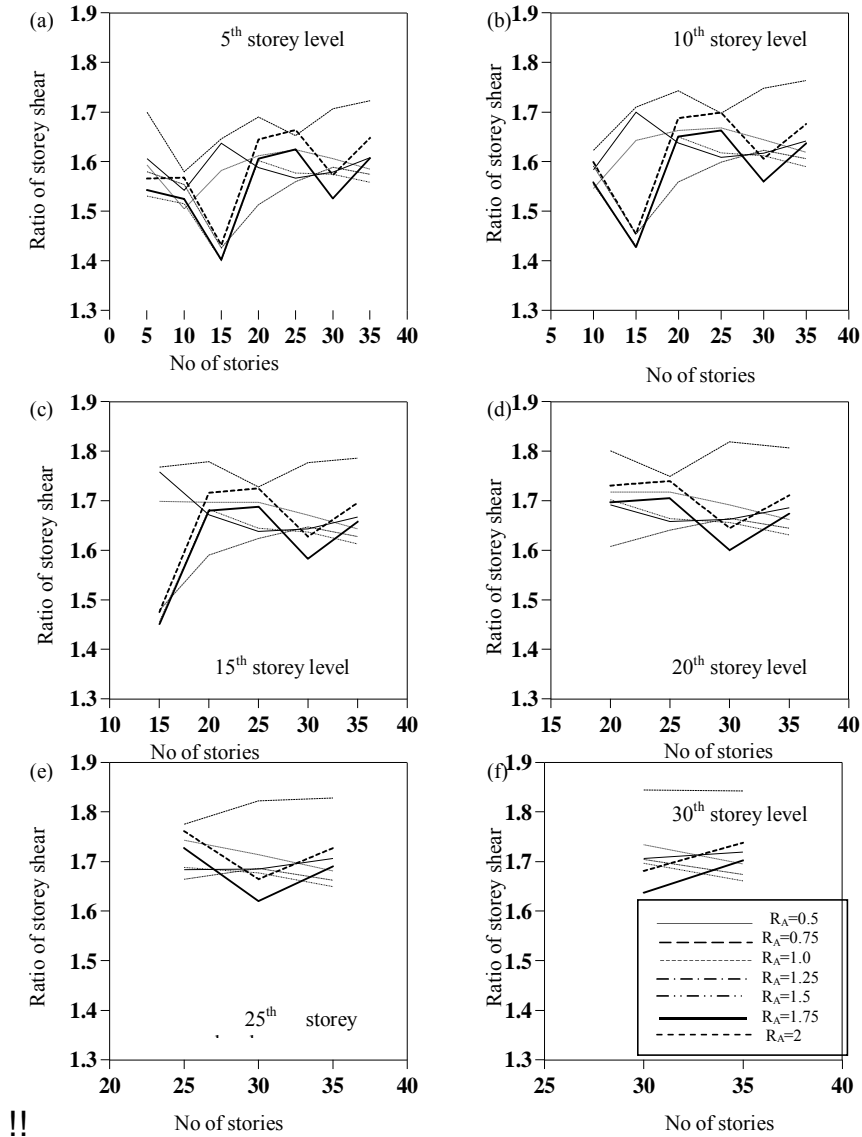 (a)
5th storey level
Ratio of storey shear
1.9
1.8
1.7
1.6
1.5
1.4
1.3
0 5 10 15 20 25 30 35 40
No of stories
(b)
10th storey level
Ratio of storey shear
1.9
1.8
1.7
1.6
1.5
1.4
1.3
5 10 15 20 25 30 35 40
No of stories
(c)
15th storey level
Ratio of storey shear
1.9
1.8
1.7
1.6
1.5
1.4
1.3
10 15 20 25 30 35 40
No of stories
(d)
20th storey level
Ratio of storey shear
1.9
1.8
1.7
1.6
1.5
1.4
1.3
15 20 25 30 35 40
No of stories
(e)
25th storey
Ratio of storey shear
1.9
1.8
1.7
1.6
1.5
1.4
1.3
20 25 30 35 40
No of stories
(f)
30th storey level
Ratio of storey shear
1.9
1.8
1.7
1.6
1.5
1.4
1.3
25 30 35 40
No of stories
RA=0.5
RA=0.75
RA=1.0
RA=1.25
RA=1.5
RA=1.75
RA=2
!!